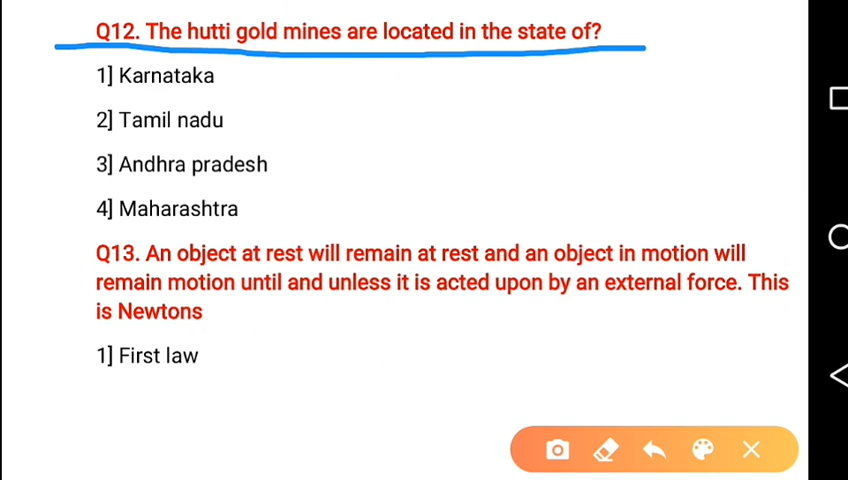 Q12. The hutti gold mines are located in the state of?
1] Karnataka
2] Tamil nadu
3] Andhra pradesh
4] Maharashtra
Q13. An object at rest will remain at rest and an object in motion will
remain motion until and unless it is acted upon by an external force. This
is Newtons
1] First law